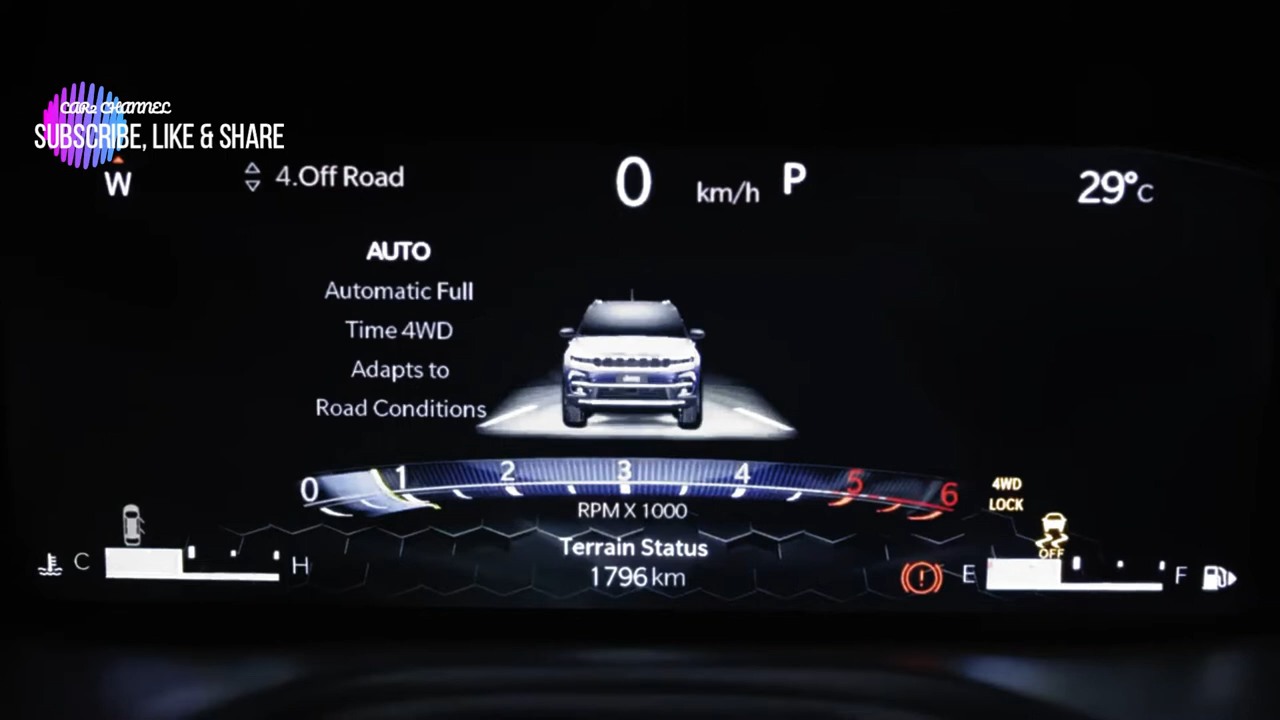 CAR2 CHANNEL
SUBSCRIBE, LIKE & SHARE
W
4.Off Road
0 km/h P
29°C
AUTO
Automatic Full
Time 4WD
Adapts to
Road Conditions
0 1 2 3 4 5 6
RPM X 1000
4WD
LOCK
OFF
Terrain Status
1796 km
C H
E F